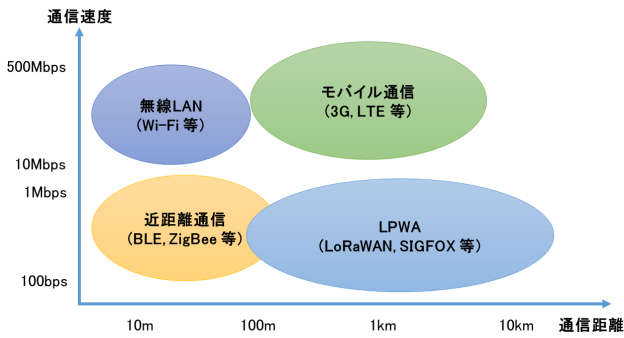 通信速度
500Mbps
無線LAN
（Wi-Fi 等）
モバイル通信
（3G, LTE 等）
10Mbps
1Mbps
近距離通信
（BLE, ZigBee 等）
LPWA
（LoRaWAN, SIGFOX 等）
100bps
10m
100m
1km
10km
通信距離